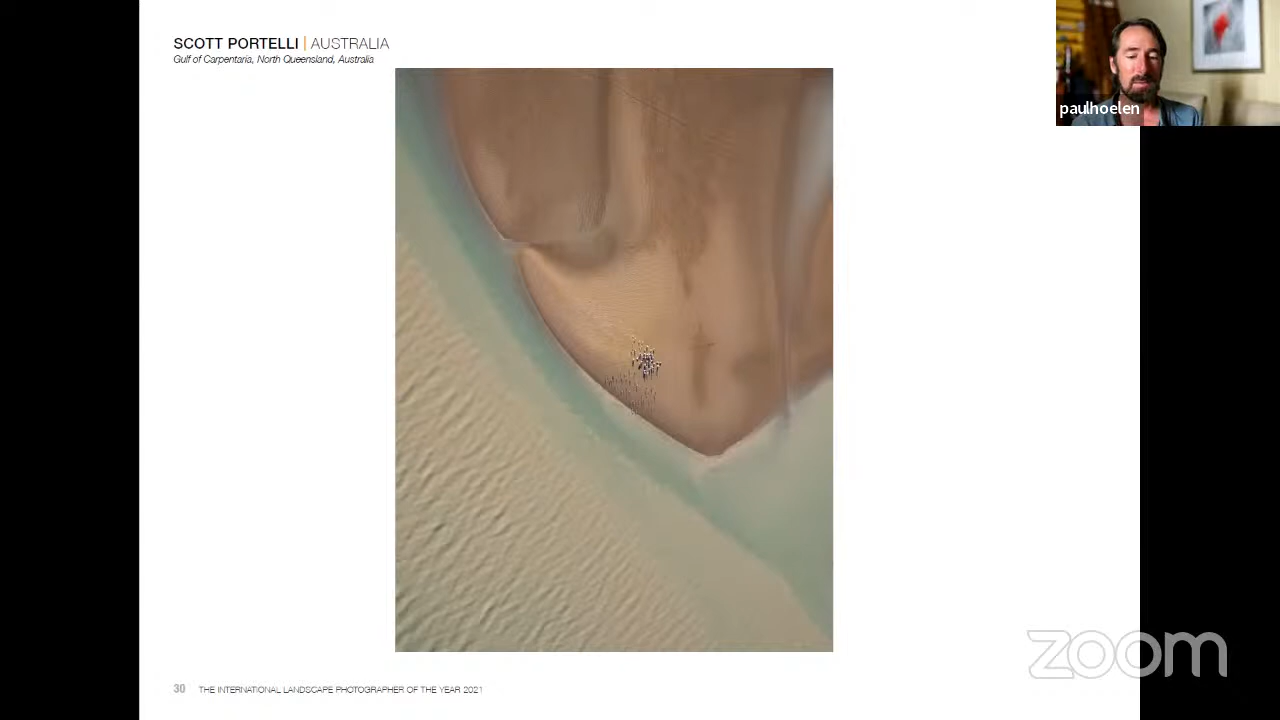 SCOTT PORTELLI | AUSTRALIA
Gulf of Carpentaria, North Queensland, Australia
paulhoelen
zoom
30 THE INTERNATIONAL LANDSCAPE PHOTOGRAPHER OF THE YEAR 2021